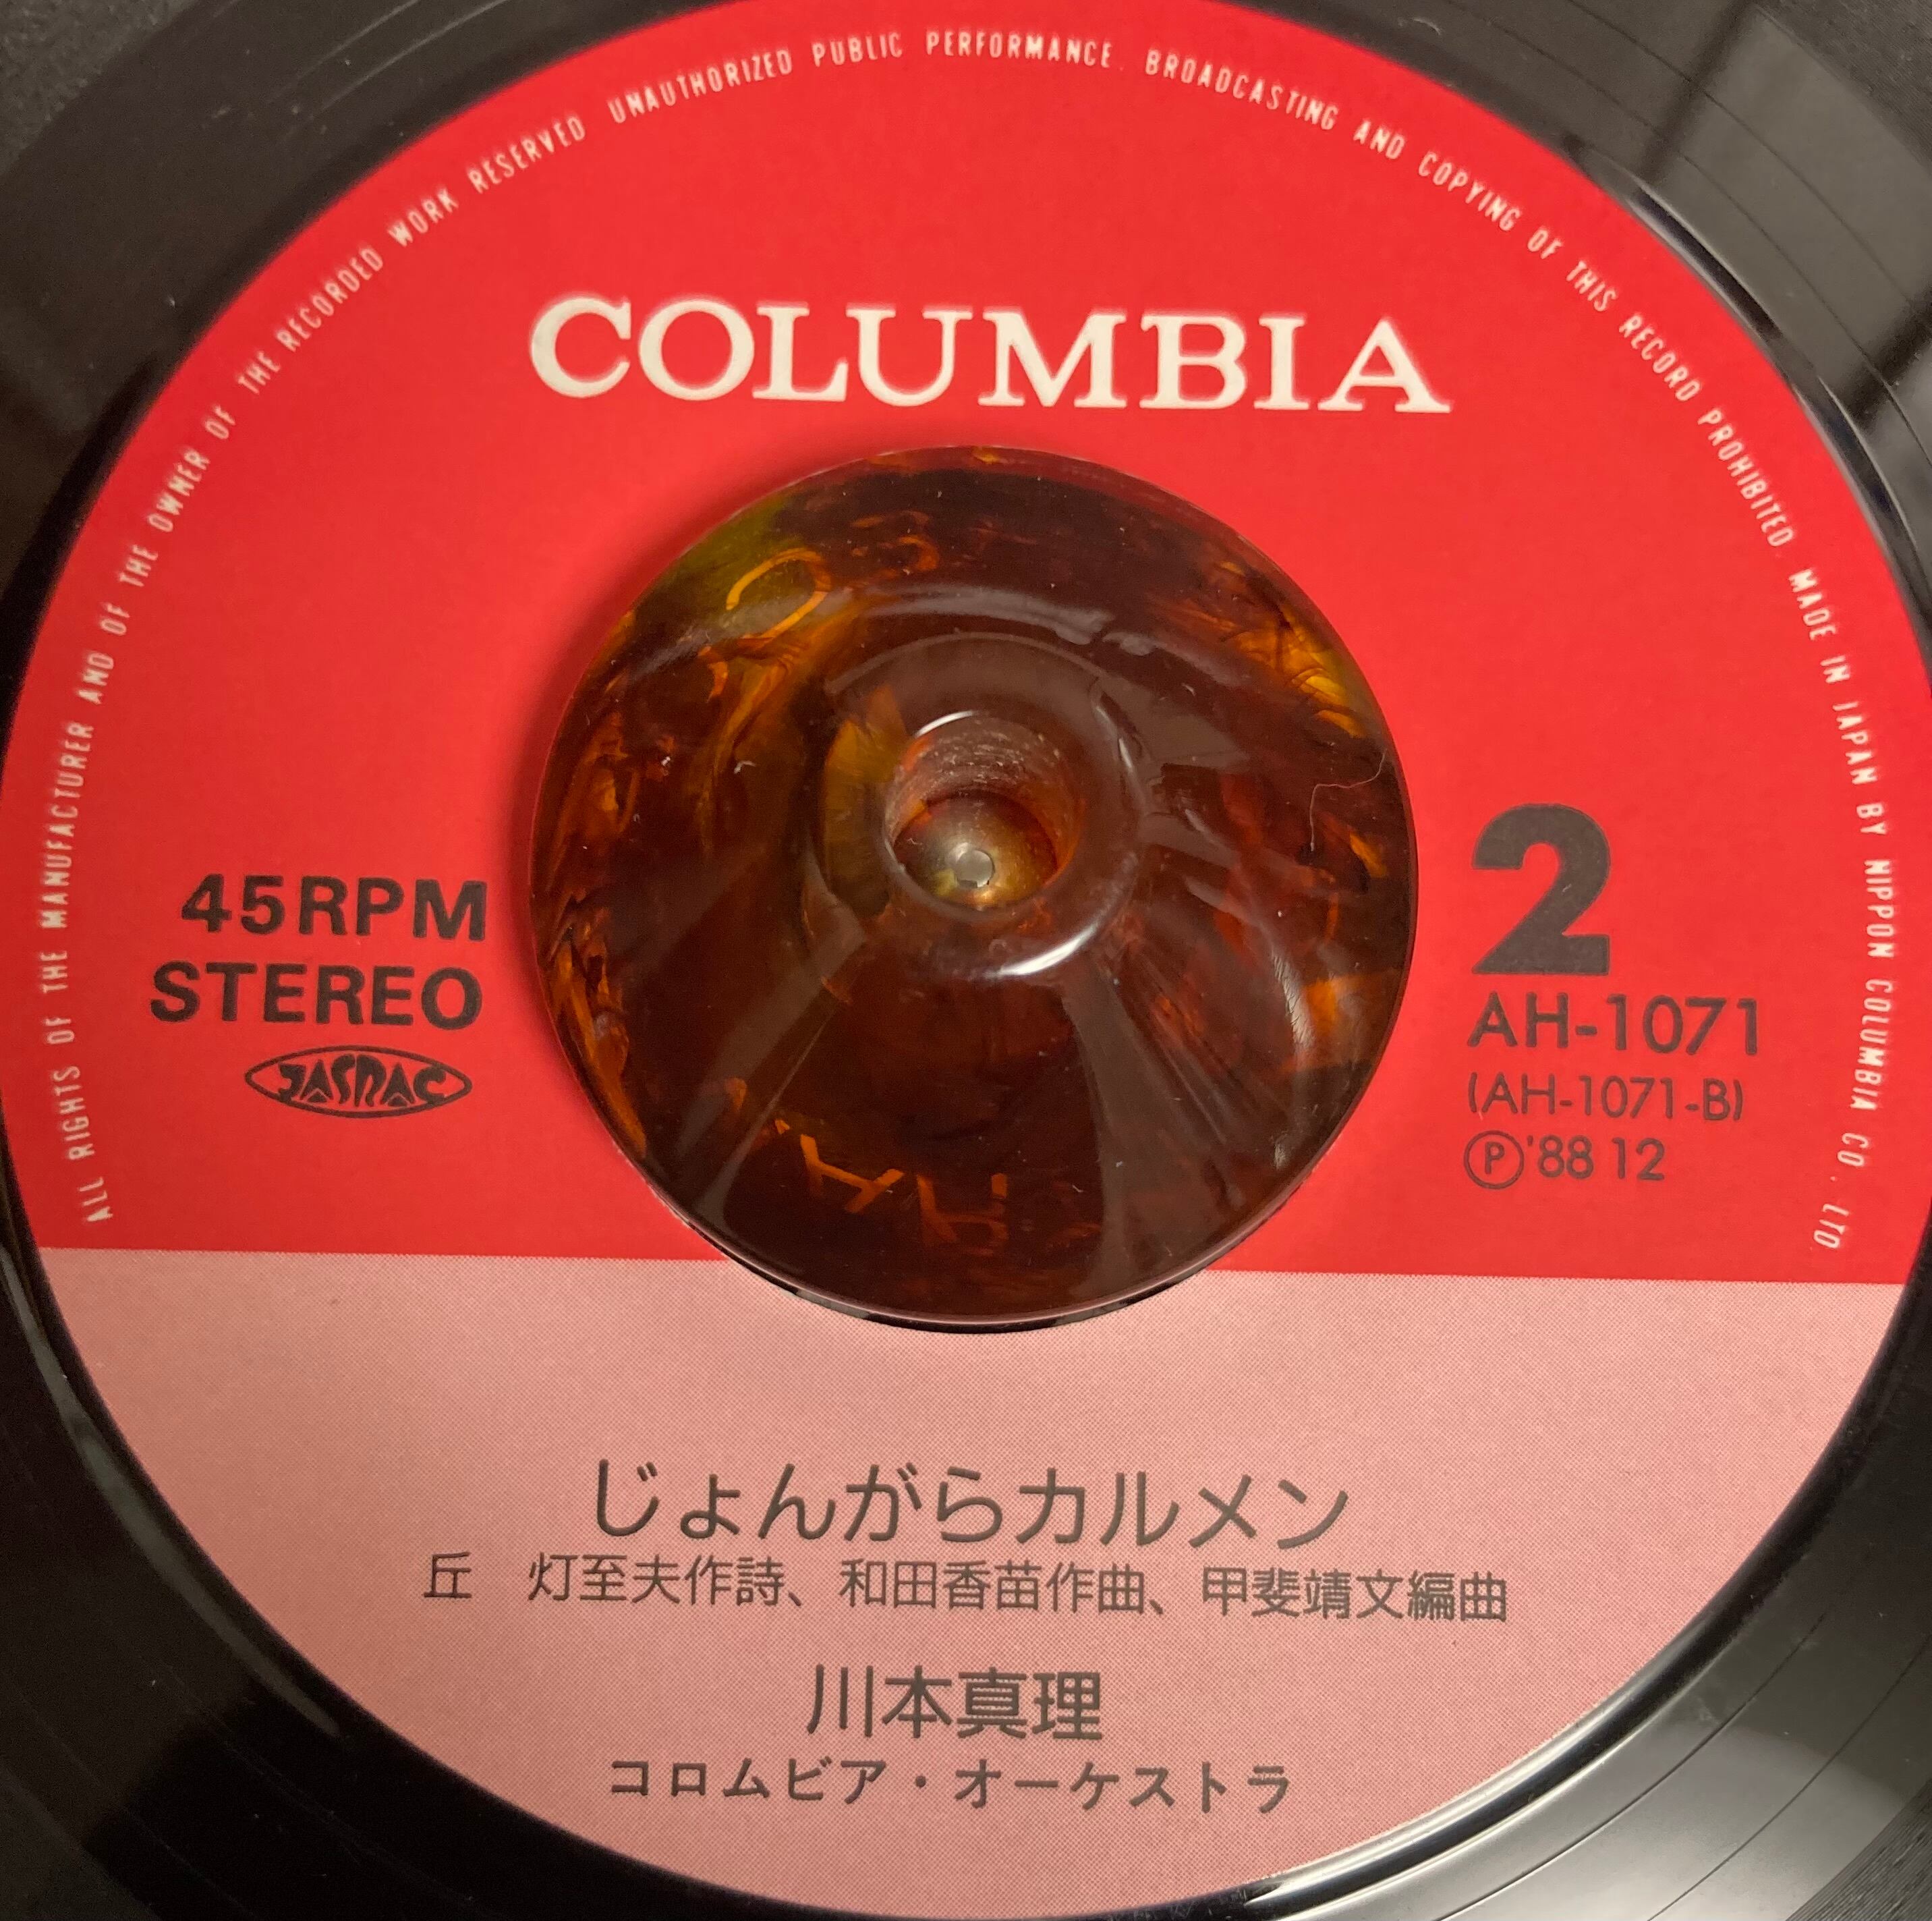 ALL RIGHTS OF THE MANUFACTURER AND OF THE OWNER OF THE RECORDED WORK RESERVED UNAUTHORIZED PUBLIC PERFORMANCE. BROADCASTING AND COPYING OF THIS RECORD PROHIBITED. MADE IN JAPAN BY NIPPON COLUMBIA CO., LTD.
COLUMBIA
45RPM
STEREO
JASRAC
2
AH-1071
(AH-1071-B)
Ⓟ'88 12
じょんがらカルメン
丘 灯至夫作詩、和田香苗作曲、甲斐靖文編曲
川本真理
コロムビア・オーケストラ